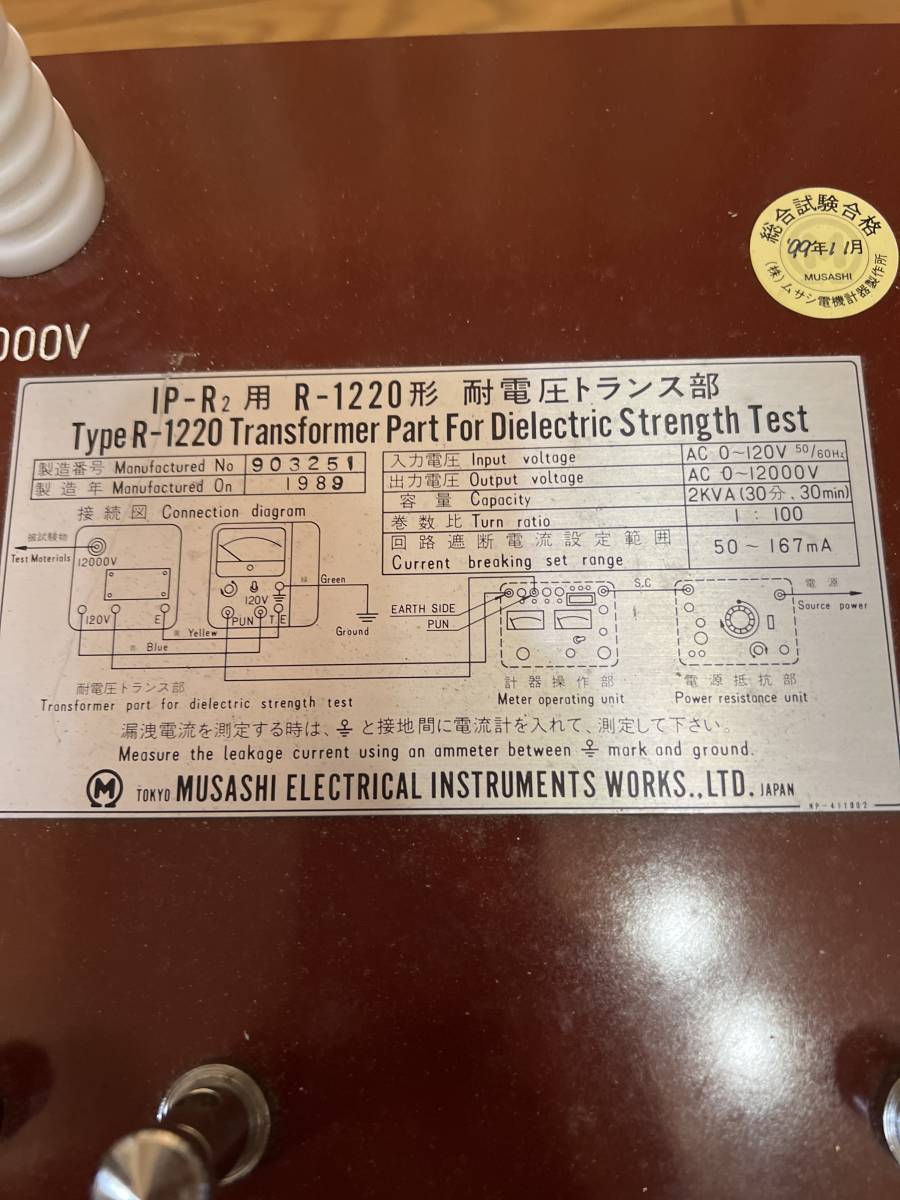 総合試験合格
'99年11月
MUSASHI
(株)ムサシ電機計器製作所
000V
IP-R2用 R-1220形 耐電圧トランス部
Type R-1220 Transformer Part For Dielectric Strength Test
製造番号 Manufactured No 903251
製造年 Manufactured On 1989
入力電圧 Input voltage AC 0~120V 50/60Hz
出力電圧 Output voltage AC 0~12000V
容量 Capacity 2KVA(30分, 30min)
巻数比 Turn ratio 1:100
回路遮断電流設定範囲
Current breaking set range 50~167mA
接続図 Connection diagram
被試験物
Test Materials
12000V
120V
E
Yellow
Blue
120V
PUN
T
E
緑
Green
Ground
EARTH SIDE
PUN
S.C
電源
Source power
耐電圧トランス部
Transformer part for dielectric strength test
計器操作部
Meter operating unit
電源抵抗部
Power resistance unit
漏洩電流を測定する時は、⏚と接地間に電流計を入れて、測定して下さい。
Measure the leakage current using an ammeter between ⏚ mark and ground.
M TOKYO MUSASHI ELECTRICAL INSTRUMENTS WORKS.,LTD. JAPAN
NP-411002